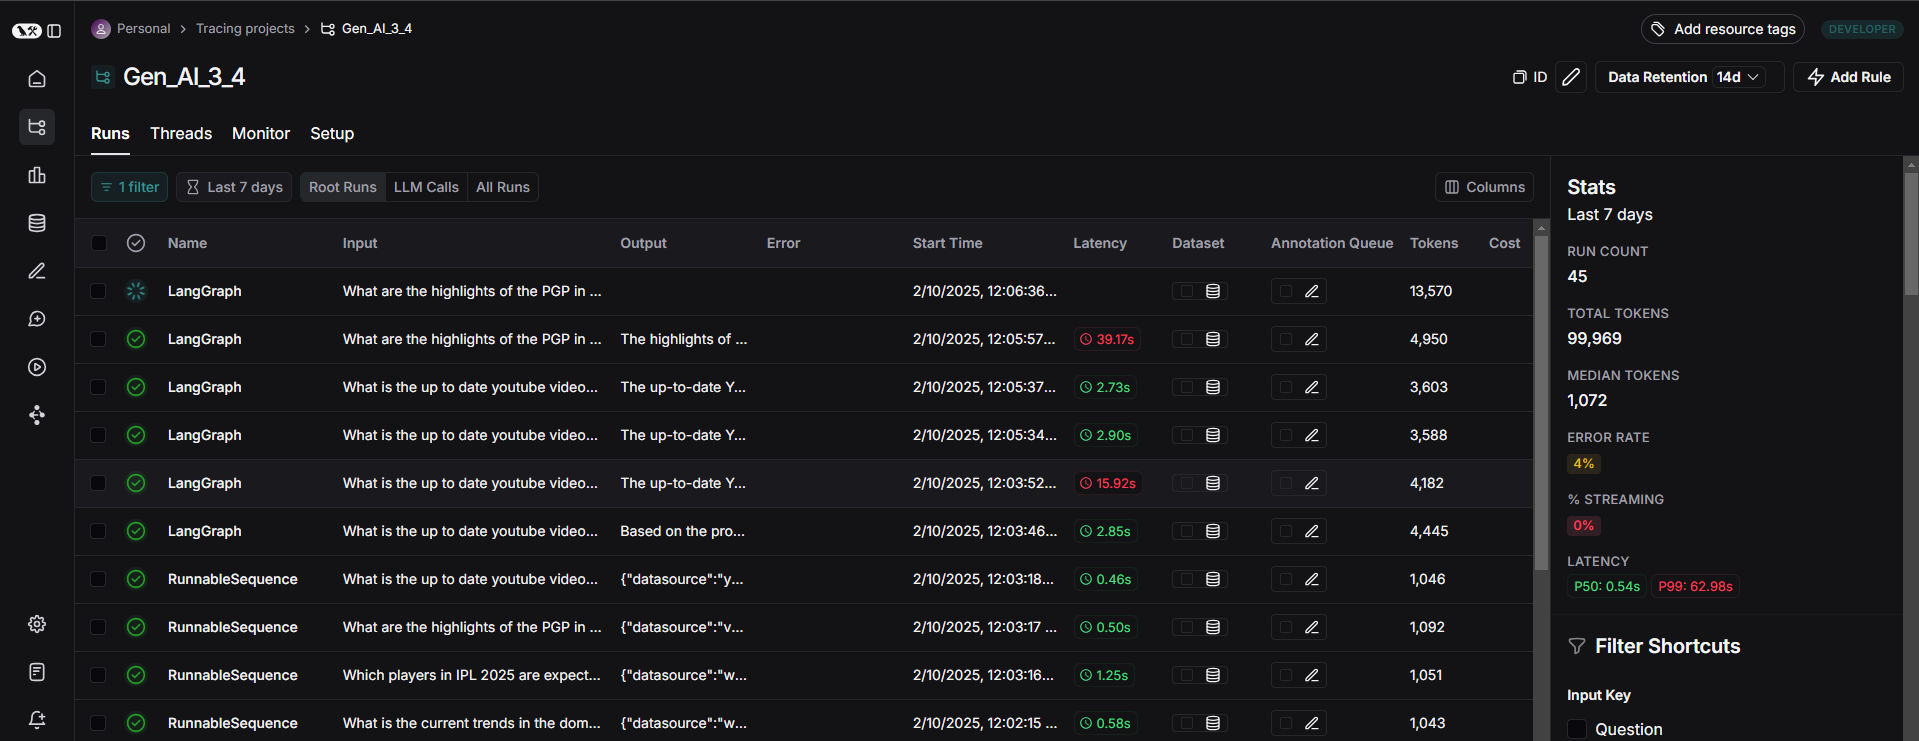 Personal > Tracing projects > Gen_AI_3_4
Add resource tags
DEVELOPER
Gen_AI_3_4
ID
Data Retention 14d
Add Rule
Runs Threads Monitor Setup
1 filter Last 7 days Root Runs LLM Calls All Runs Columns
Name Input Output Error Start Time Latency Dataset Annotation Queue Tokens Cost
LangGraph What are the highlights of the PGP in ... 2/10/2025, 12:06:36... 13,570
LangGraph What are the highlights of the PGP in ... The highlights of ... 2/10/2025, 12:05:57... 39.17s 4,950
LangGraph What is the up to date youtube video... The up-to-date Y... 2/10/2025, 12:05:37... 2.73s 3,603
LangGraph What is the up to date youtube video... The up-to-date Y... 2/10/2025, 12:05:34... 2.90s 3,588
LangGraph What is the up to date youtube video... The up-to-date Y... 2/10/2025, 12:03:52... 15.92s 4,182
LangGraph What is the up to date youtube video... Based on the pro... 2/10/2025, 12:03:46... 2.85s 4,445
RunnableSequence What is the up to date youtube video... {"datasource":"y... 2/10/2025, 12:03:18... 0.46s 1,046
RunnableSequence What are the highlights of the PGP in ... {"datasource":"v... 2/10/2025, 12:03:17 ... 0.50s 1,092
RunnableSequence Which players in IPL 2025 are expect... {"datasource":"w... 2/10/2025, 12:03:16... 1.25s 1,051
RunnableSequence What is the current trends in the dom... {"datasource":"w... 2/10/2025, 12:02:15 ... 0.58s 1,043
Stats
Last 7 days
RUN COUNT
45
TOTAL TOKENS
99,969
MEDIAN TOKENS
1,072
ERROR RATE
4%
% STREAMING
0%
LATENCY
P50: 0.54s P99: 62.98s
Filter Shortcuts
Input Key
Question